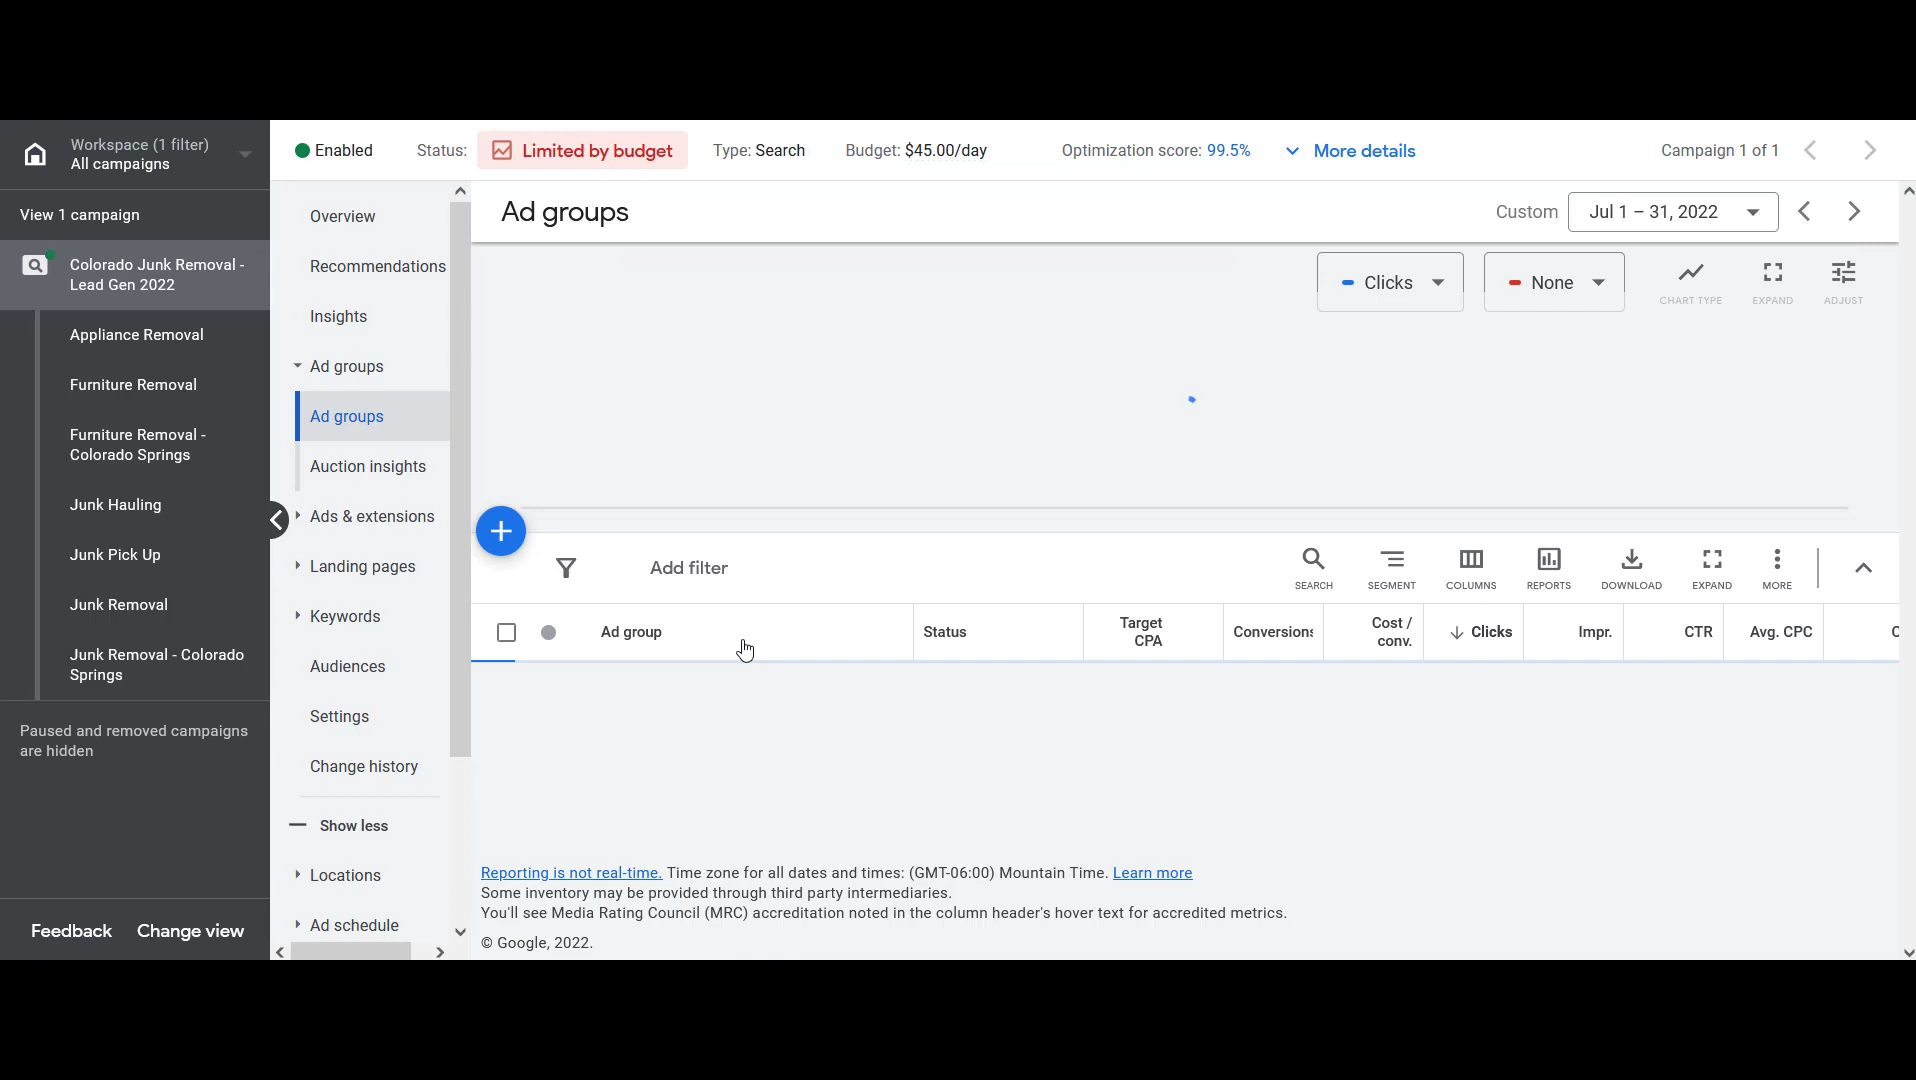 Workspace (1 filter)
All campaigns
View 1 campaign
Colorado Junk Removal -
Lead Gen 2022
Appliance Removal
Furniture Removal
Furniture Removal -
Colorado Springs
Junk Hauling
Junk Pick Up
Junk Removal
Junk Removal - Colorado
Springs
Paused and removed campaigns
are hidden
Feedback Change view
Enabled Status: Limited by budget Type: Search Budget: $45.00/day Optimization score: 99.5% More details Campaign 1 of 1
Overview
Recommendations
Insights
Ad groups
Ad groups
Auction insights
Ads & extensions
Landing pages
Keywords
Audiences
Settings
Change history
Show less
Locations
Ad schedule
Ad groups Custom Jul 1 – 31, 2022
Clicks None CHART TYPE EXPAND ADJUST
Add filter SEARCH SEGMENT COLUMNS REPORTS DOWNLOAD EXPAND MORE
Ad group Status Target CPA Conversions Cost / conv. Clicks Impr. CTR Avg. CPC C
Reporting is not real-time. Time zone for all dates and times: (GMT-06:00) Mountain Time. Learn more
Some inventory may be provided through third party intermediaries.
You'll see Media Rating Council (MRC) accreditation noted in the column header's hover text for accredited metrics.
© Google, 2022.